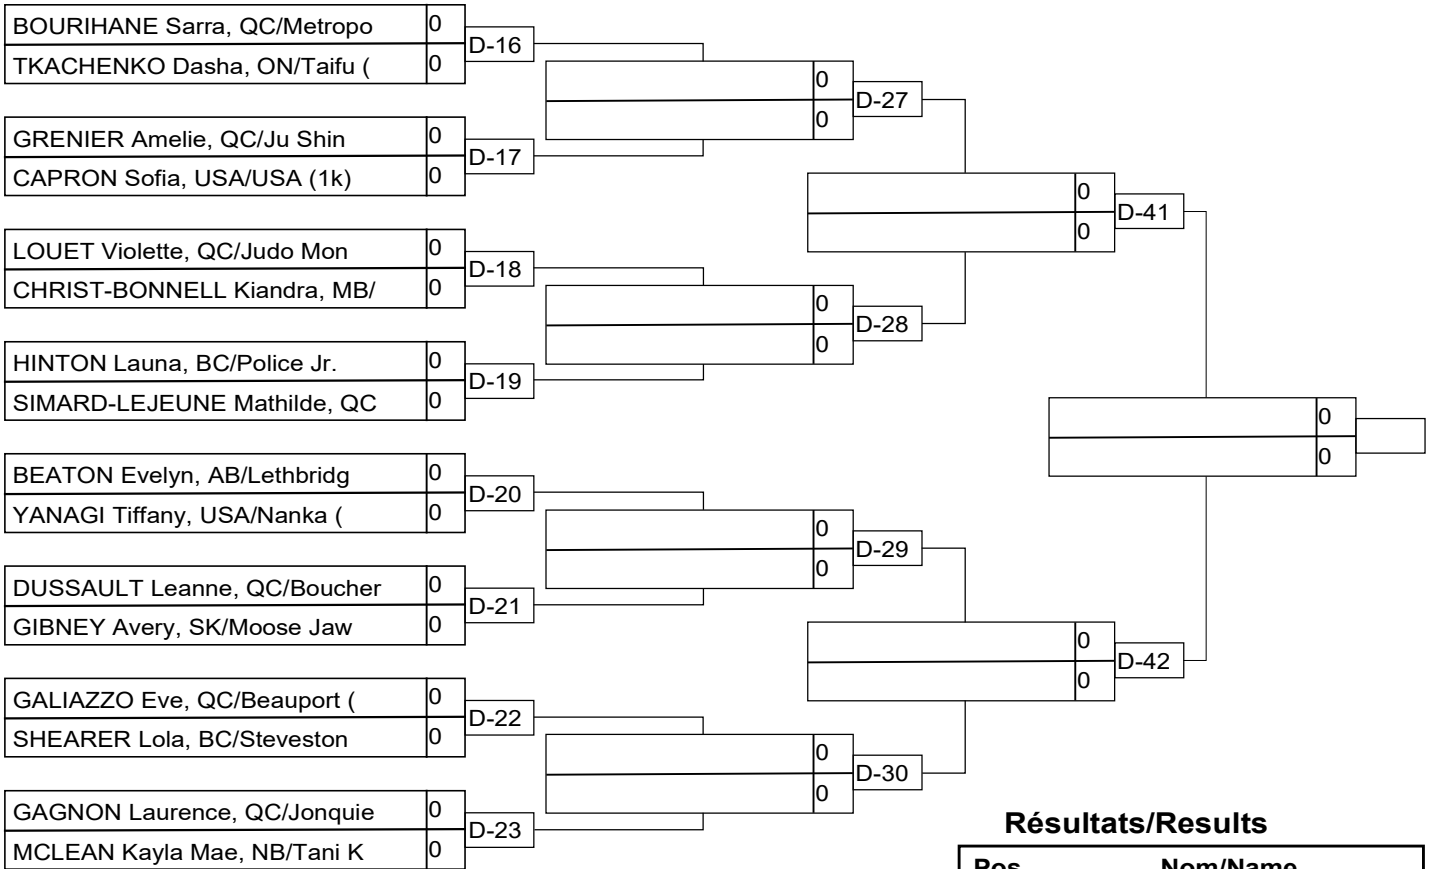 BOURIHANE Sarra, QC/Metropo 0
D-16
TKACHENKO Dasha, ON/Taifu ( 0
0
D-27
0
GRENIER Amelie, QC/Ju Shin 0
D-17
CAPRON Sofia, USA/USA (1k) 0
0
D-41
0
LOUET Violette, QC/Judo Mon 0
D-18
CHRIST-BONNELL Kiandra, MB/ 0
0
D-28
0
HINTON Launa, BC/Police Jr. 0
D-19
SIMARD-LEJEUNE Mathilde, QC 0
0
0
BEATON Evelyn, AB/Lethbridg 0
D-20
YANAGI Tiffany, USA/Nanka ( 0
0
D-29
0
DUSSAULT Leanne, QC/Boucher 0
D-21
GIBNEY Avery, SK/Moose Jaw 0
0
D-42
0
GALIAZZO Eve, QC/Beauport ( 0
D-22
SHEARER Lola, BC/Steveston 0
0
D-30
0
GAGNON Laurence, QC/Jonquie 0
D-23
MCLEAN Kayla Mae, NB/Tani K 0
Résultats/Results
Pos Nom/Name